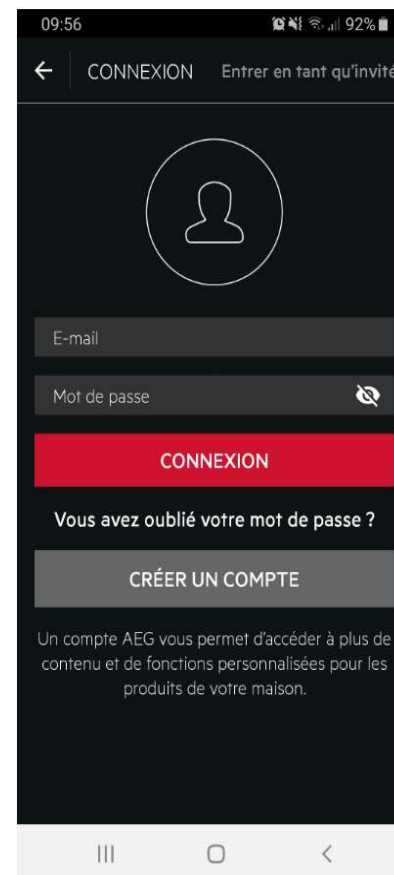 09:56 92%
CONNEXION Entrer en tant qu'invité
E-mail
Mot de passe
CONNEXION
Vous avez oublié votre mot de passe ?
CRÉER UN COMPTE
Un compte AEG vous permet d'accéder à plus de
contenu et de fonctions personnalisées pour les
produits de votre maison.